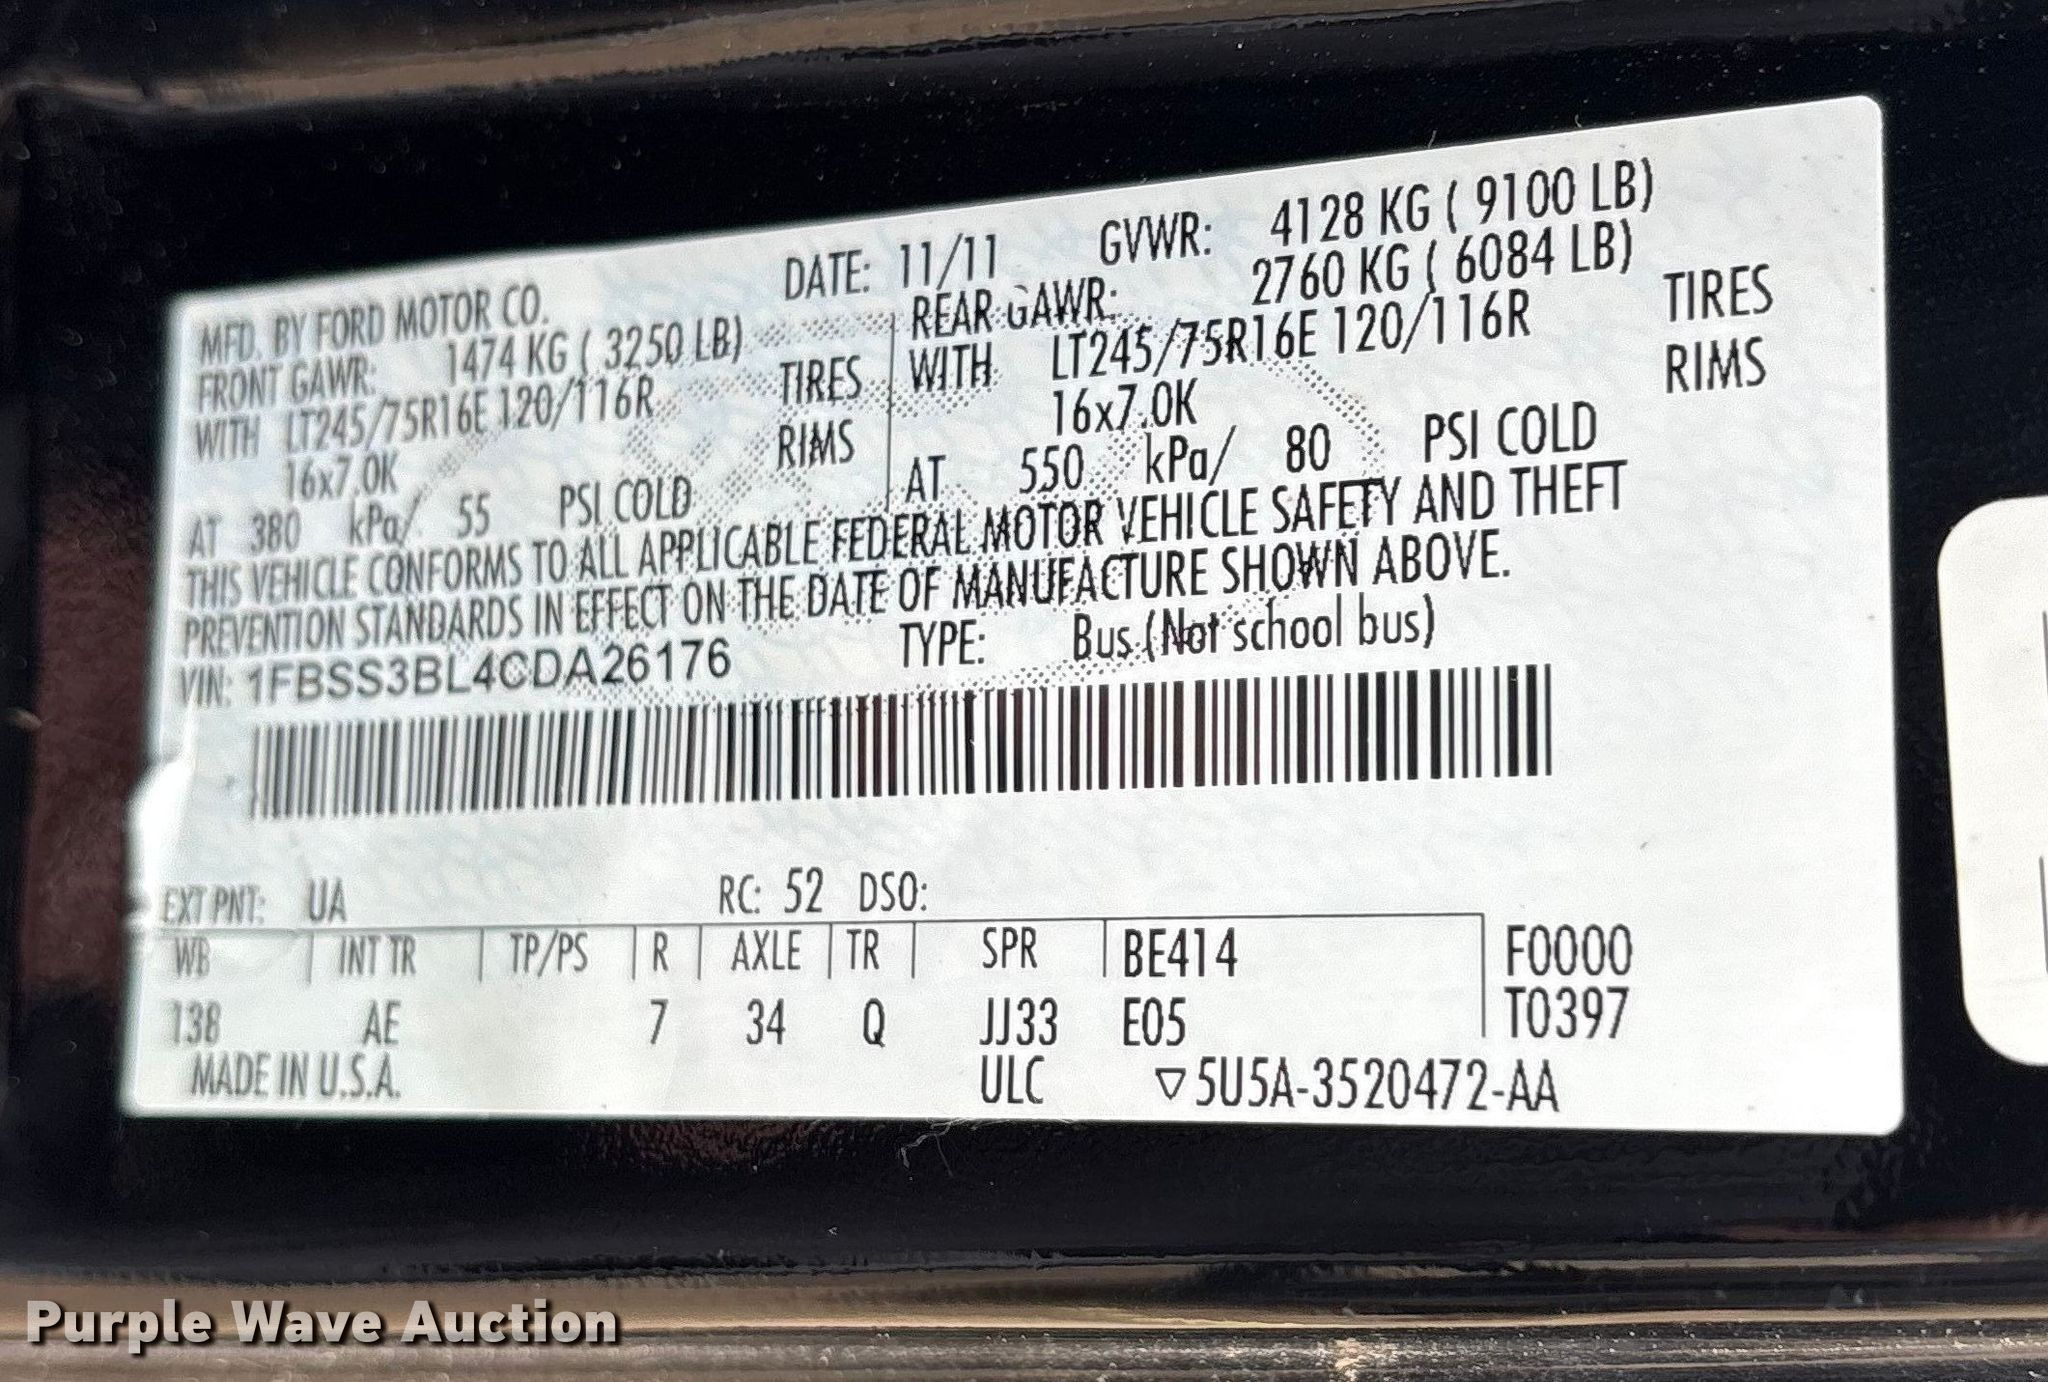 MFD. BY FORD MOTOR CO. DATE: 11/11 GVWR: 4128 KG ( 9100 LB)
FRONT GAWR: 1474 KG ( 3250 LB) REAR GAWR: 2760 KG ( 6084 LB)
WITH LT245/75R16E 120/116R TIRES WITH LT245/75R16E 120/116R TIRES
16x7.0K RIMS 16x7.0K RIMS
AT 380 kPa/ 55 PSI COLD AT 550 kPa/ 80 PSI COLD
THIS VEHICLE CONFORMS TO ALL APPLICABLE FEDERAL MOTOR VEHICLE SAFETY AND THEFT
PREVENTION STANDARDS IN EFFECT ON THE DATE OF MANUFACTURE SHOWN ABOVE.
VIN: 1FBSS3BL4CDA26176 TYPE: Bus (Not school bus)
EXT PNT: UA RC: 52 DSO:
WB INT TR TP/PS R AXLE TR SPR BE414 F0000
138 AE 7 34 Q JJ33 E05 T0397
MADE IN U.S.A. ULC ▽5U5A-3520472-AA
Purple Wave Auction